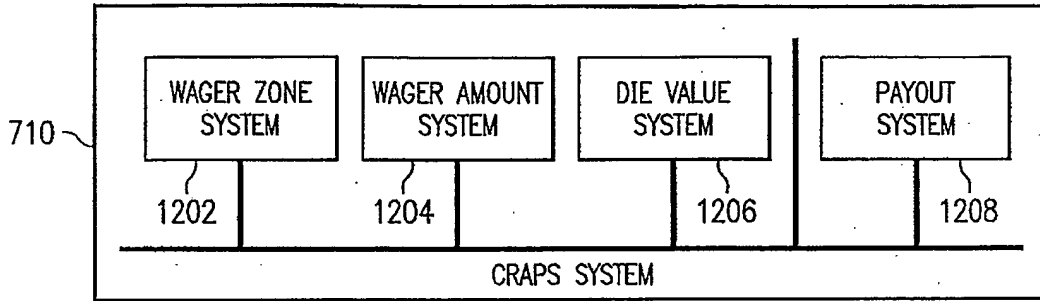 WAGER ZONE
SYSTEM
WAGER AMOUNT
SYSTEM
DIE VALUE
SYSTEM
PAYOUT
SYSTEM
710
1202
1204
1206
1208
CRAPS SYSTEM